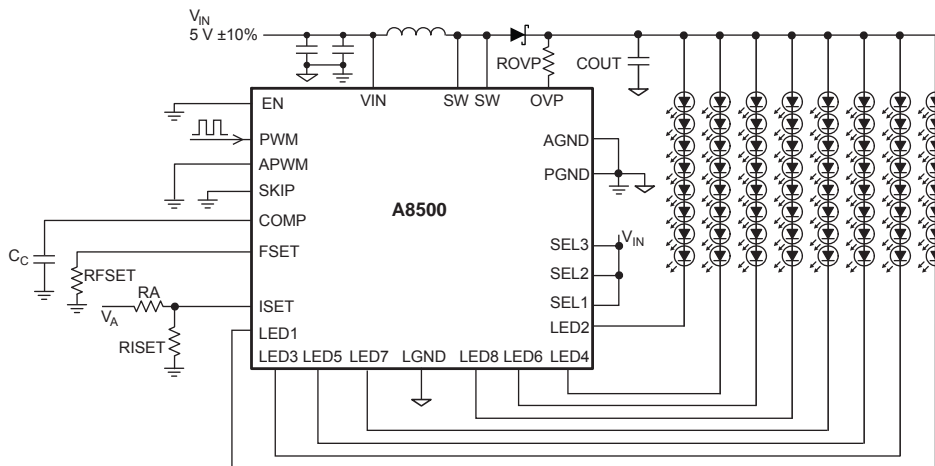 VIN
5 V ±10%
ROVP
COUT
EN
VIN
SW
SW
OVP
PWM
AGND
APWM
PGND
SKIP
A8500
COMP
VIN
CC
FSET
SEL3
RFSET
SEL2
RA
VA
ISET
SEL1
LED1
LED2
RISET
LED3
LED5
LED7
LGND
LED8
LED6
LED4